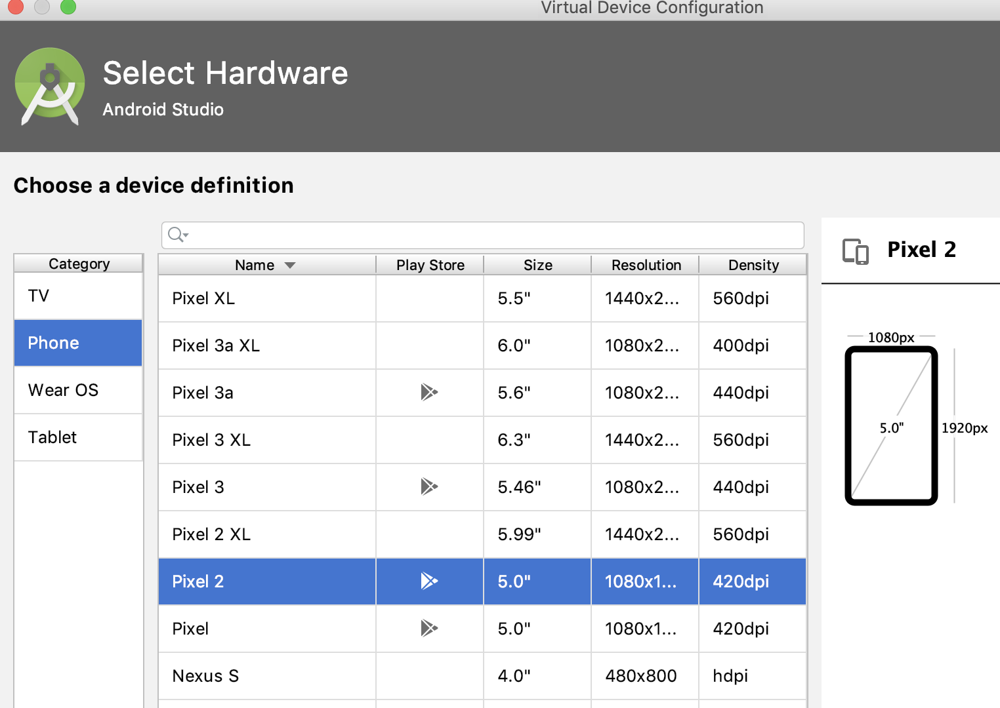 Virtual Device Configuration
Select Hardware
Android Studio
Choose a device definition
Category
TV
Phone
Wear OS
Tablet
Name Play Store Size Resolution Density
Pixel XL 5.5" 1440x2... 560dpi
Pixel 3a XL 6.0" 1080x2... 400dpi
Pixel 3a 5.6" 1080x2... 440dpi
Pixel 3 XL 6.3" 1440x2... 560dpi
Pixel 3 5.46" 1080x2... 440dpi
Pixel 2 XL 5.99" 1440x2... 560dpi
Pixel 2 5.0" 1080x1... 420dpi
Pixel 5.0" 1080x1... 420dpi
Nexus S 4.0" 480x800 hdpi
Pixel 2
1080px
5.0" 1920px